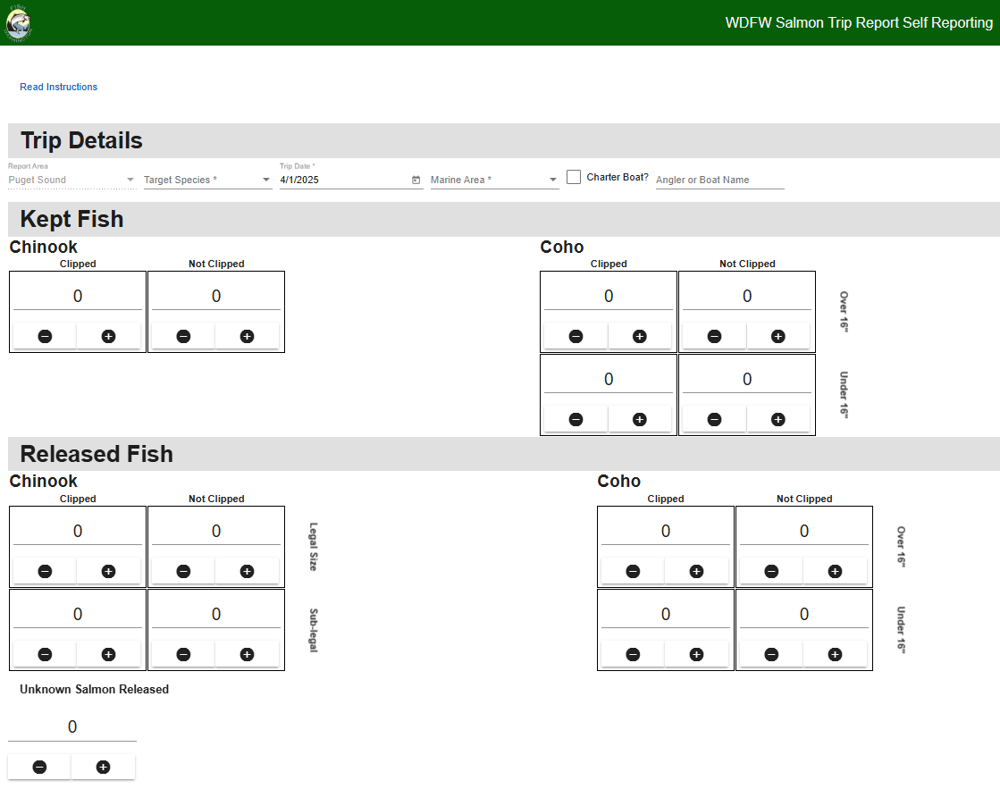 FISH
WASHINGTON
WDFW Salmon Trip Report Self Reporting
Read Instructions
Trip Details
Report Area
Puget Sound
Target Species *
Trip Date *
4/1/2025
Marine Area *
Charter Boat?
Angler or Boat Name
Kept Fish
Chinook
Clipped Not Clipped
0 0
Coho
Clipped Not Clipped
0 0
Over 16"
0 0
Under 16"
Released Fish
Chinook
Clipped Not Clipped
0 0
Legal Size
0 0
Sub-legal
Coho
Clipped Not Clipped
0 0
Over 16"
0 0
Under 16"
Unknown Salmon Released
0